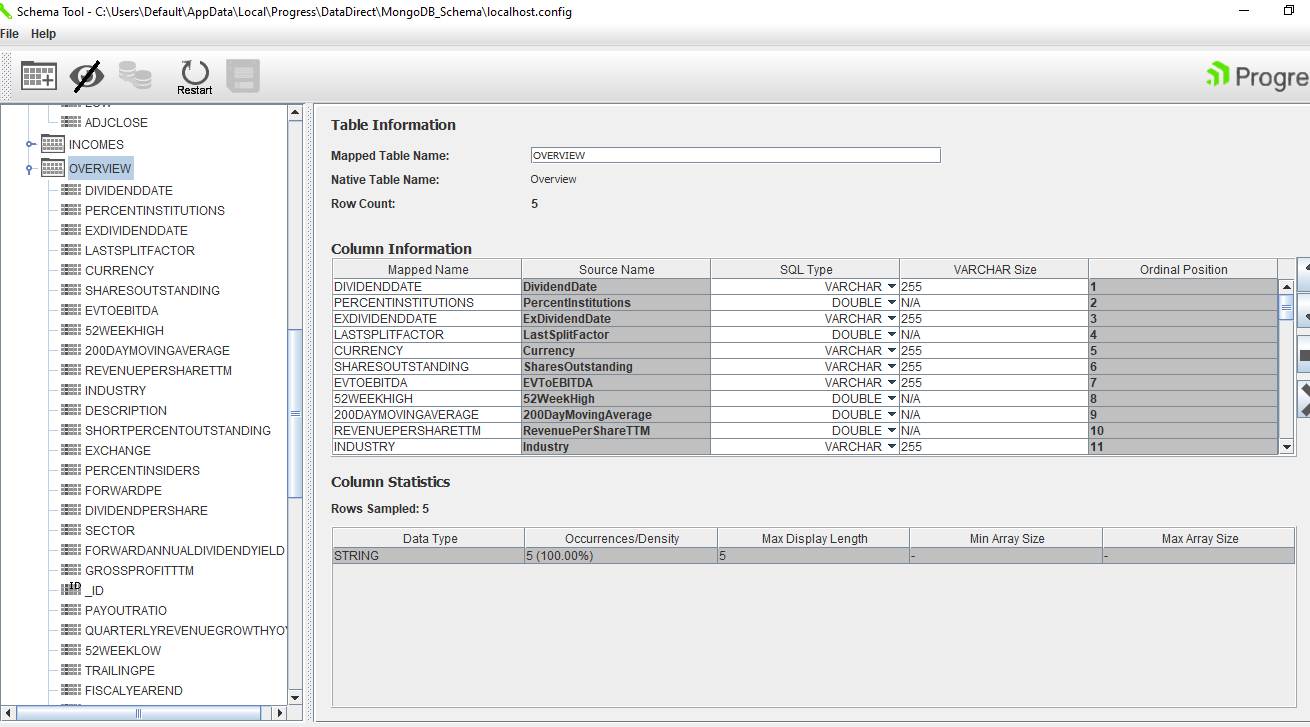 Schema Tool - C:\Users\Default\AppData\Local\Progress\DataDirect\MongoDB_Schema\localhost.config
File Help
Restart
Progre
ADJCLOSE
INCOMES
OVERVIEW
DIVIDENDDATE
PERCENTINSTITUTIONS
EXDIVIDENDDATE
LASTSPLITFACTOR
CURRENCY
SHARESOUTSTANDING
EVTOEBITDA
52WEEKHIGH
200DAYMOVINGAVERAGE
REVENUEPERSHARETTM
INDUSTRY
DESCRIPTION
SHORTPERCENTOUTSTANDING
EXCHANGE
PERCENTINSIDERS
FORWARDPE
DIVIDENDPERSHARE
SECTOR
FORWARDANNUALDIVIDENDYIELD
GROSSPROFITTTM
ID _ID
PAYOUTRATIO
QUARTERLYREVENUEGROWTHYOY
52WEEKLOW
TRAILINGPE
FISCALYEAREND
Table Information
Mapped Table Name: OVERVIEW
Native Table Name: Overview
Row Count: 5
Column Information
Mapped Name Source Name SQL Type VARCHAR Size Ordinal Position
DIVIDENDDATE DividendDate VARCHAR 255 1
PERCENTINSTITUTIONS PercentInstitutions DOUBLE N/A 2
EXDIVIDENDDATE ExDividendDate VARCHAR 255 3
LASTSPLITFACTOR LastSplitFactor DOUBLE N/A 4
CURRENCY Currency VARCHAR 255 5
SHARESOUTSTANDING SharesOutstanding VARCHAR 255 6
EVTOEBITDA EVToEBITDA VARCHAR 255 7
52WEEKHIGH 52WeekHigh DOUBLE N/A 8
200DAYMOVINGAVERAGE 200DayMovingAverage DOUBLE N/A 9
REVENUEPERSHARETTM RevenuePerShareTTM DOUBLE N/A 10
INDUSTRY Industry VARCHAR 255 11
Column Statistics
Rows Sampled: 5
Data Type Occurrences/Density Max Display Length Min Array Size Max Array Size
STRING 5 (100.00%) 5 - -